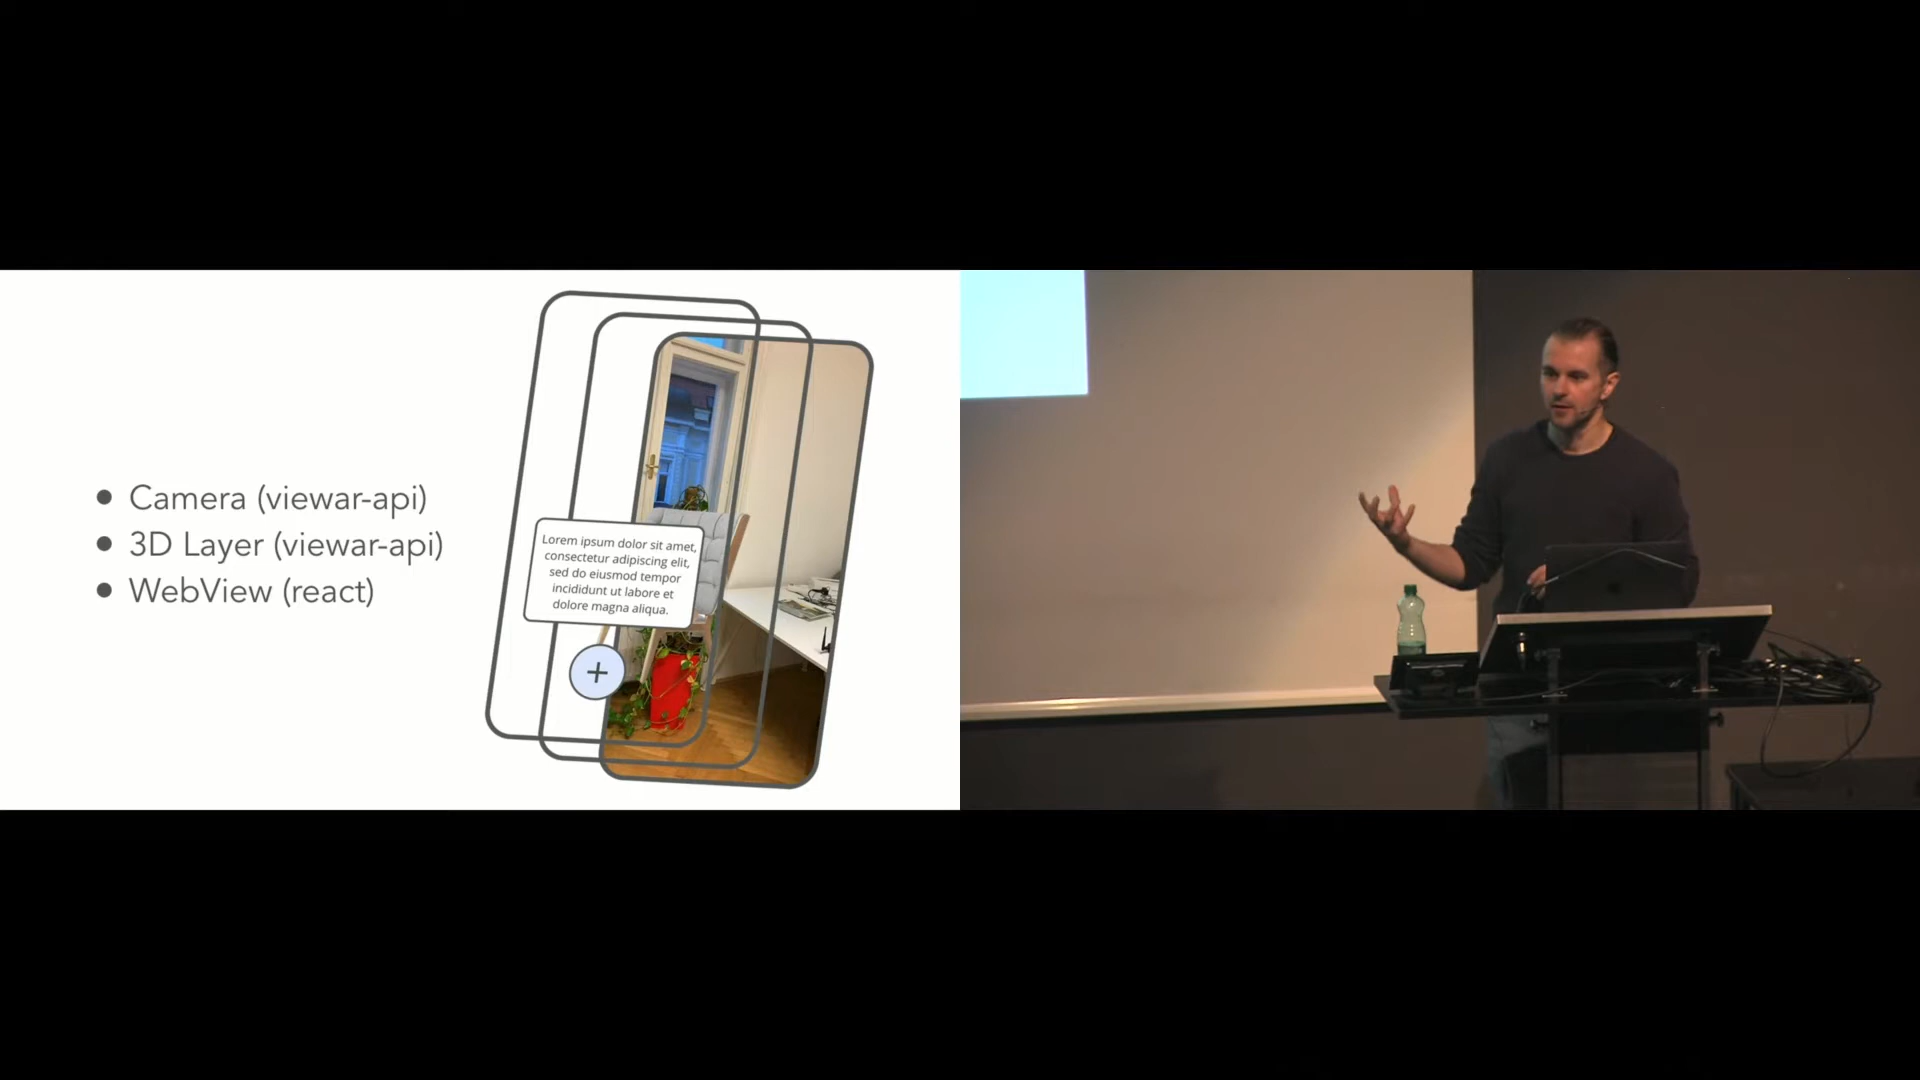 Camera (viewar-api)
3D Layer (viewar-api)
WebView (react)
Lorem ipsum dolor sit amet,
consectetur adipiscing elit,
sed do eiusmod tempor
incididunt ut labore et
dolore magna aliqua.
+